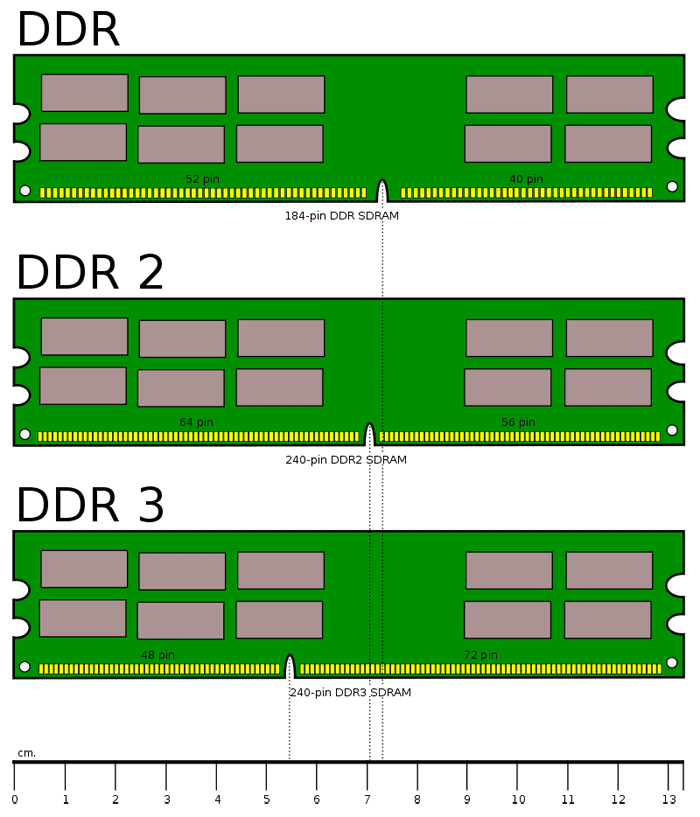 DDR
52 pin 40 pin
184-pin DDR SDRAM
DDR 2
64 pin 56 pin
240-pin DDR2 SDRAM
DDR 3
48 pin 72 pin
240-pin DDR3 SDRAM
cm.
0 1 2 3 4 5 6 7 8 9 10 11 12 13